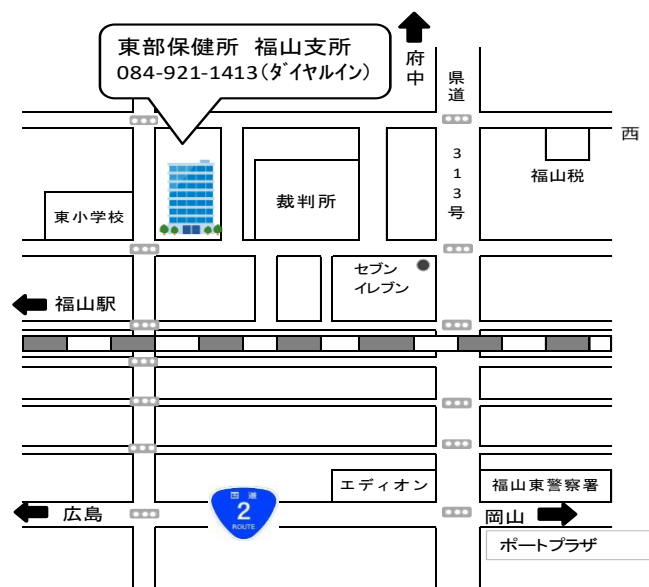 東部保健所 福山支所
084-921-1413(ダイヤルイン)
府中
県道
313号
西
福山税
裁判所
東小学校
セブン
イレブン
福山駅
エディオン
福山東警察署
国道
2
ROUTE
広島
岡山
ポートプラザ